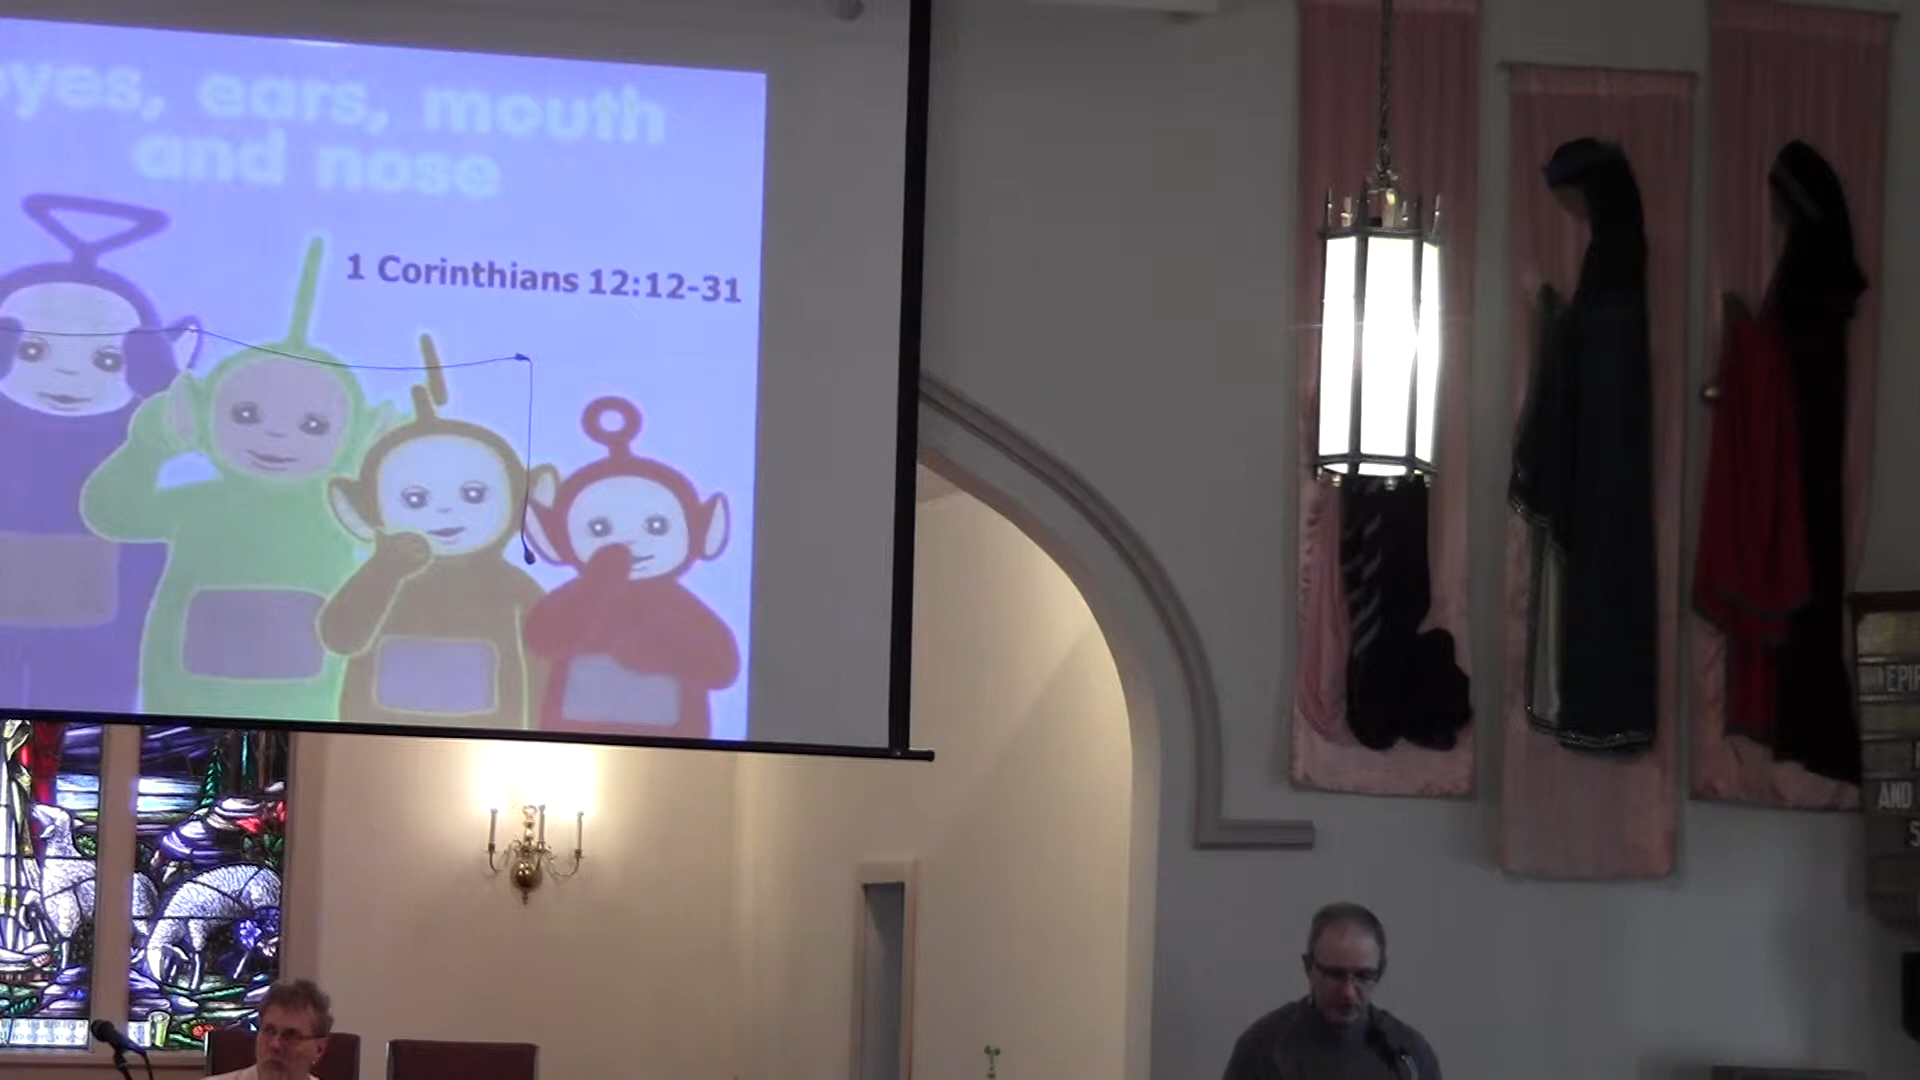 eyes, ears, mouth
and nose
1 Corinthians 12:12-31
AND